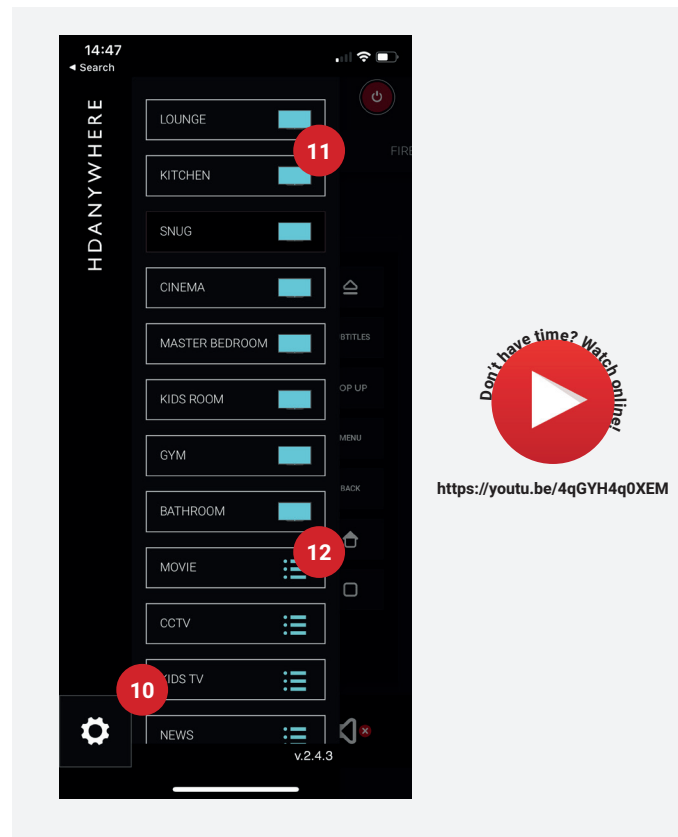 14:47
◄ Search
HDANYWHERE
LOUNGE
11
FIRE
KITCHEN
SNUG
CINEMA
MASTER BEDROOM
BTITLES
KIDS ROOM
OP UP
GYM
MENU
BACK
BATHROOM
MOVIE
12
CCTV
10
KIDS TV
NEWS
v.2.4.3
Don't have time? Watch online!
https://youtu.be/4qGYH4q0XEM